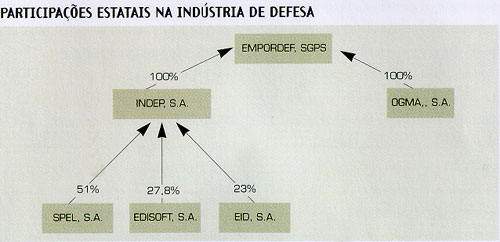 PARTICIPAÇÕES ESTATAIS NA INDÚSTRIA DE DEFESA
EMPORDEF, SGPS
100%
100%
INDEP, S.A.
OGMA,, S.A.
51%
27,8%
23%
SPEL, S.A.
EDISOFT, S.A.
EID, S.A.